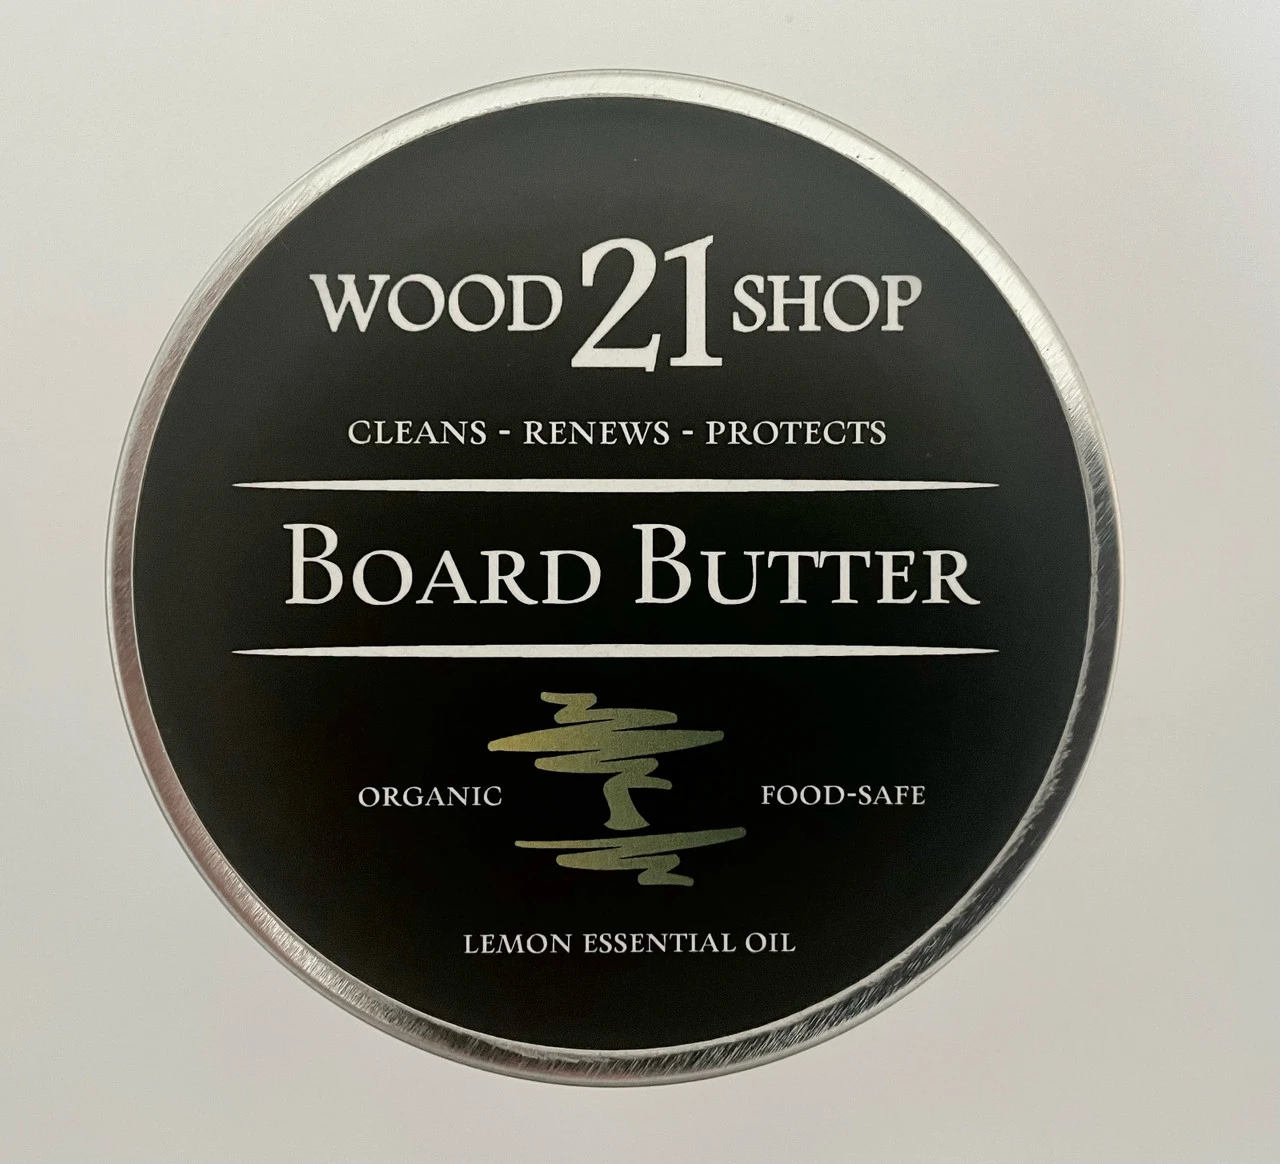 WOOD 21 SHOP
CLEANS - RENEWS - PROTECTS
BOARD BUTTER
ORGANIC FOOD-SAFE
LEMON ESSENTIAL OIL